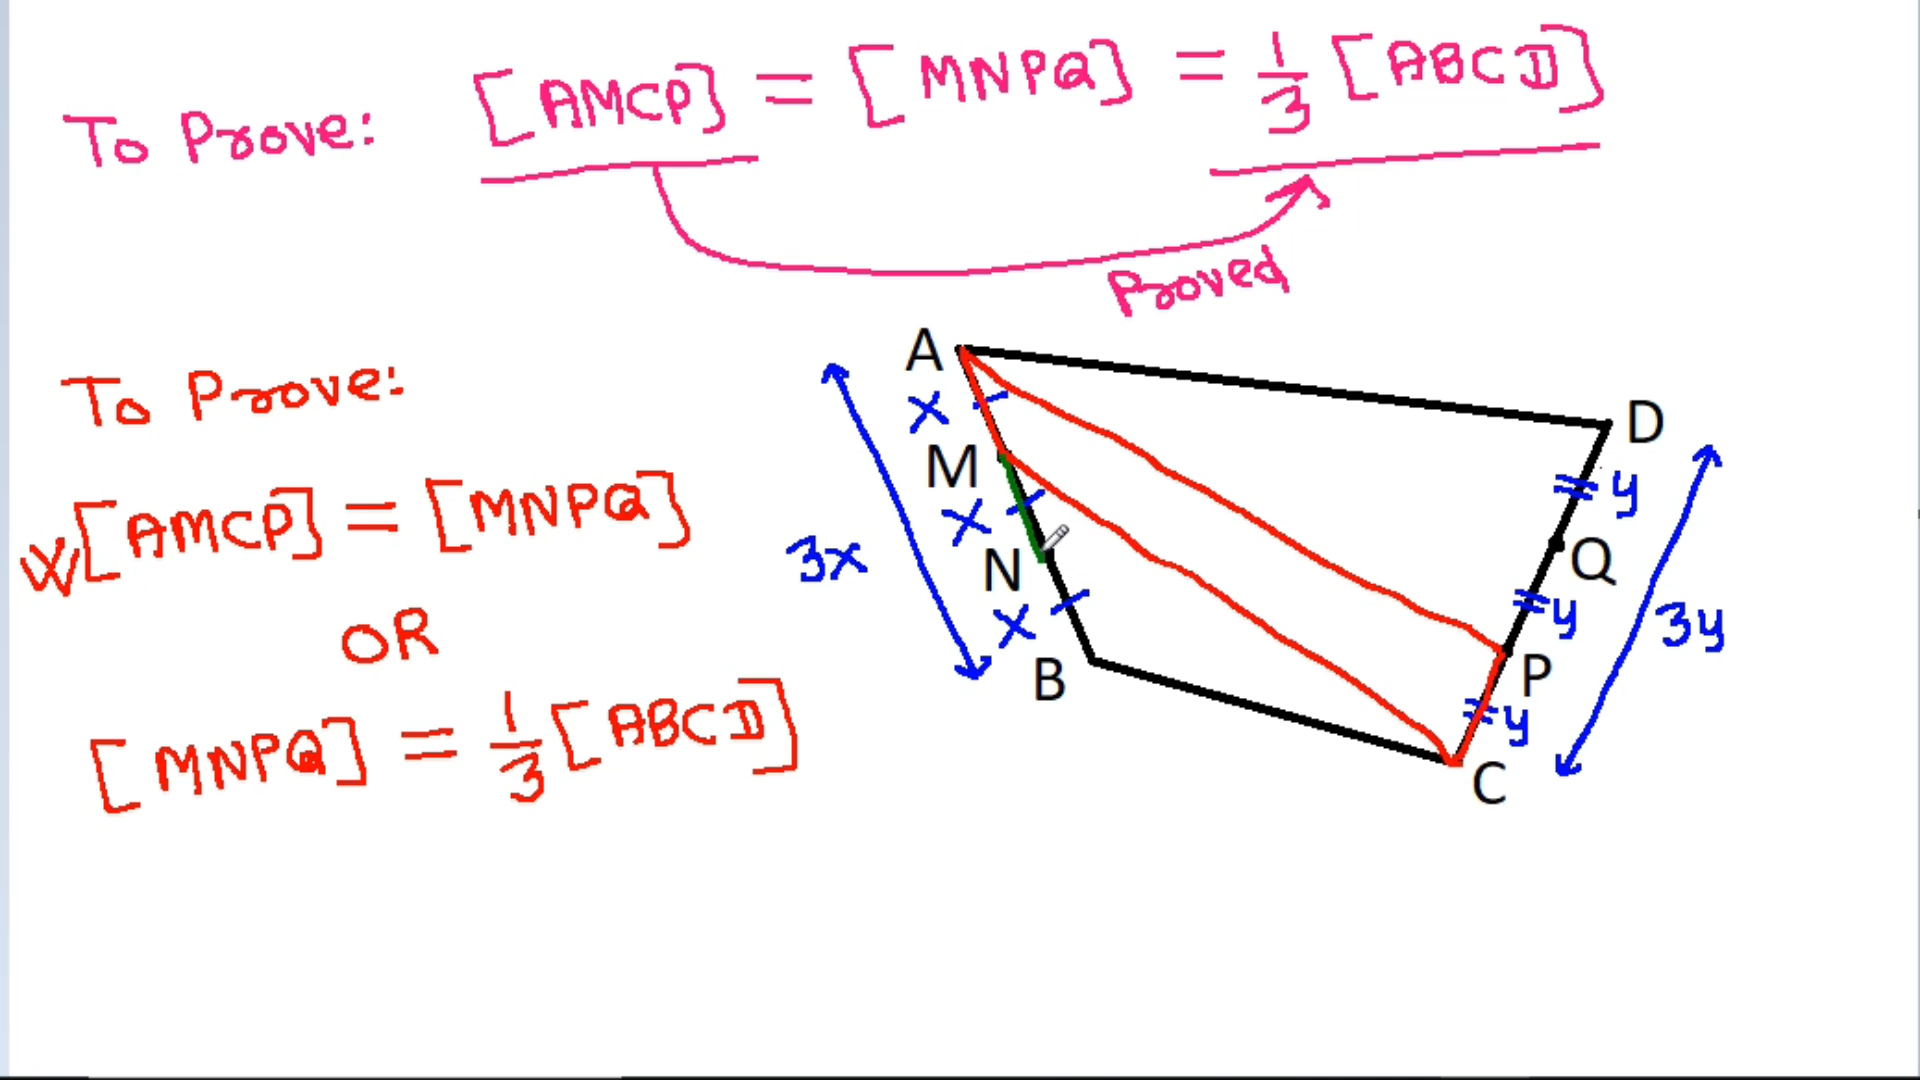 To Prove: [AMCP] = [MNPQ] = 1/3 [ABCD]
Proved
To Prove:
[AMCP] = [MNPQ]
OR
[MNPQ] = 1/3 [ABCD]
A
D
x
M
y
x
3x
N
Q
y
3y
x
B
P
y
C